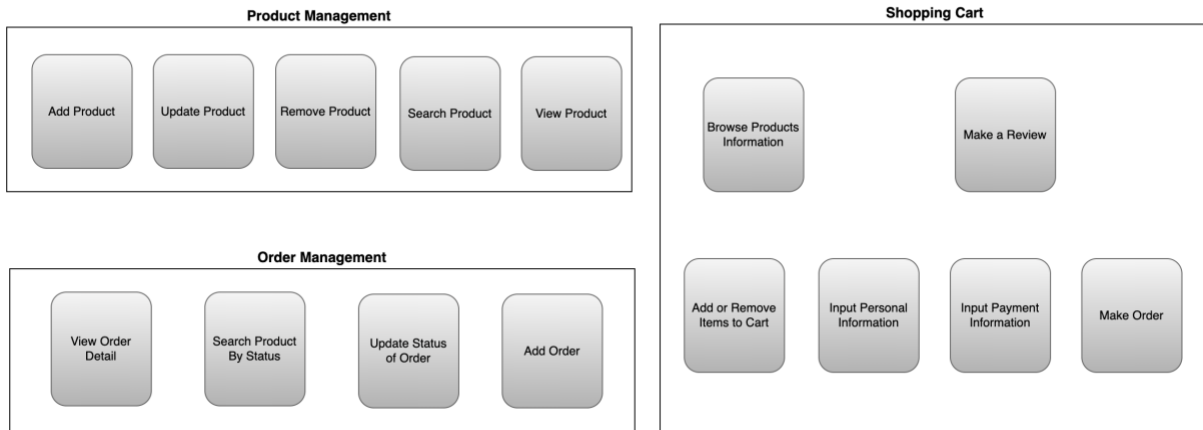 Product Management
Add Product
Update Product
Remove Product
Search Product
View Product
Order Management
View Order
Detail
Search Product
By Status
Update Status
of Order
Add Order
Shopping Cart
Browse Products
Information
Make a Review
Add or Remove
Items to Cart
Input Personal
Information
Input Payment
Information
Make Order